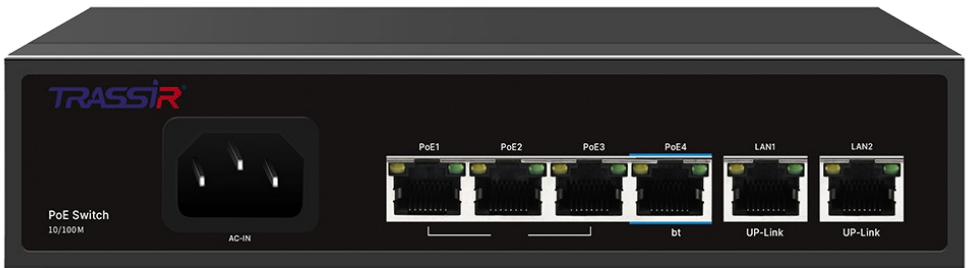 TRASSIR
PoE1 PoE2 PoE3 PoE4 LAN1 LAN2
PoE Switch
10/100M
AC-IN
bt UP-Link UP-Link